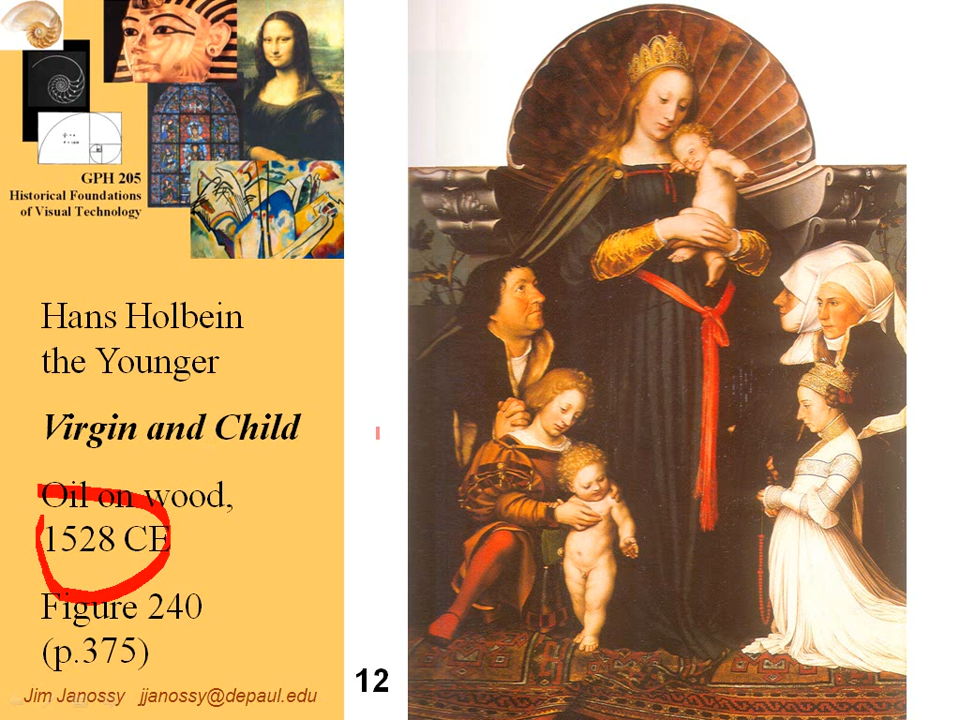 GPH 205
Historical Foundations
of Visual Technology
Hans Holbein
the Younger
Virgin and Child
Oil on wood,
1528 CE
Figure 240
(p.375)
Jim Janossy jjanossy@depaul.edu
12